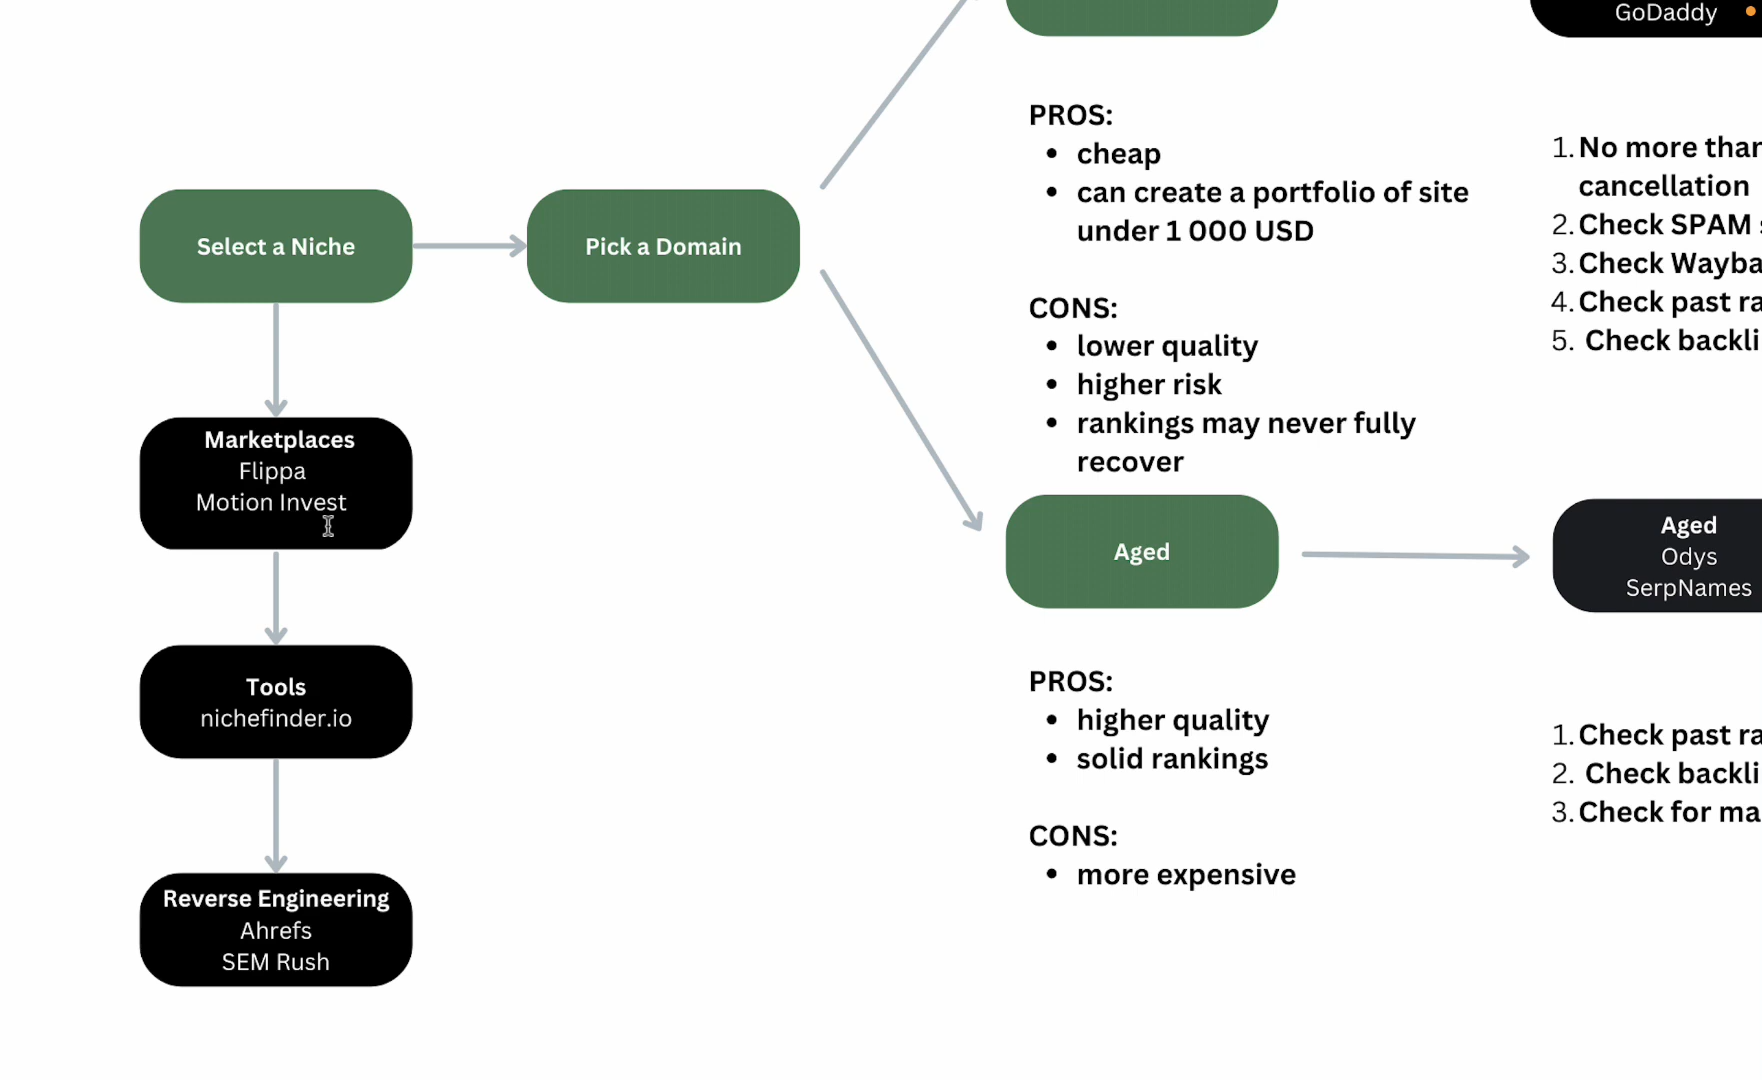 GoDaddy
PROS:
• cheap
• can create a portfolio of site
under 1 000 USD
CONS:
• lower quality
• higher risk
• rankings may never fully
recover
1. No more than
cancellation
2. Check SPAM
3. Check Wayba
4. Check past ra
5. Check backli
Select a Niche
Pick a Domain
Marketplaces
Flippa
Motion Invest
Tools
nichefinder.io
Reverse Engineering
Ahrefs
SEM Rush
Aged
PROS:
• higher quality
• solid rankings
CONS:
• more expensive
Aged
Odys
SerpNames
1. Check past ra
2. Check backli
3. Check for ma